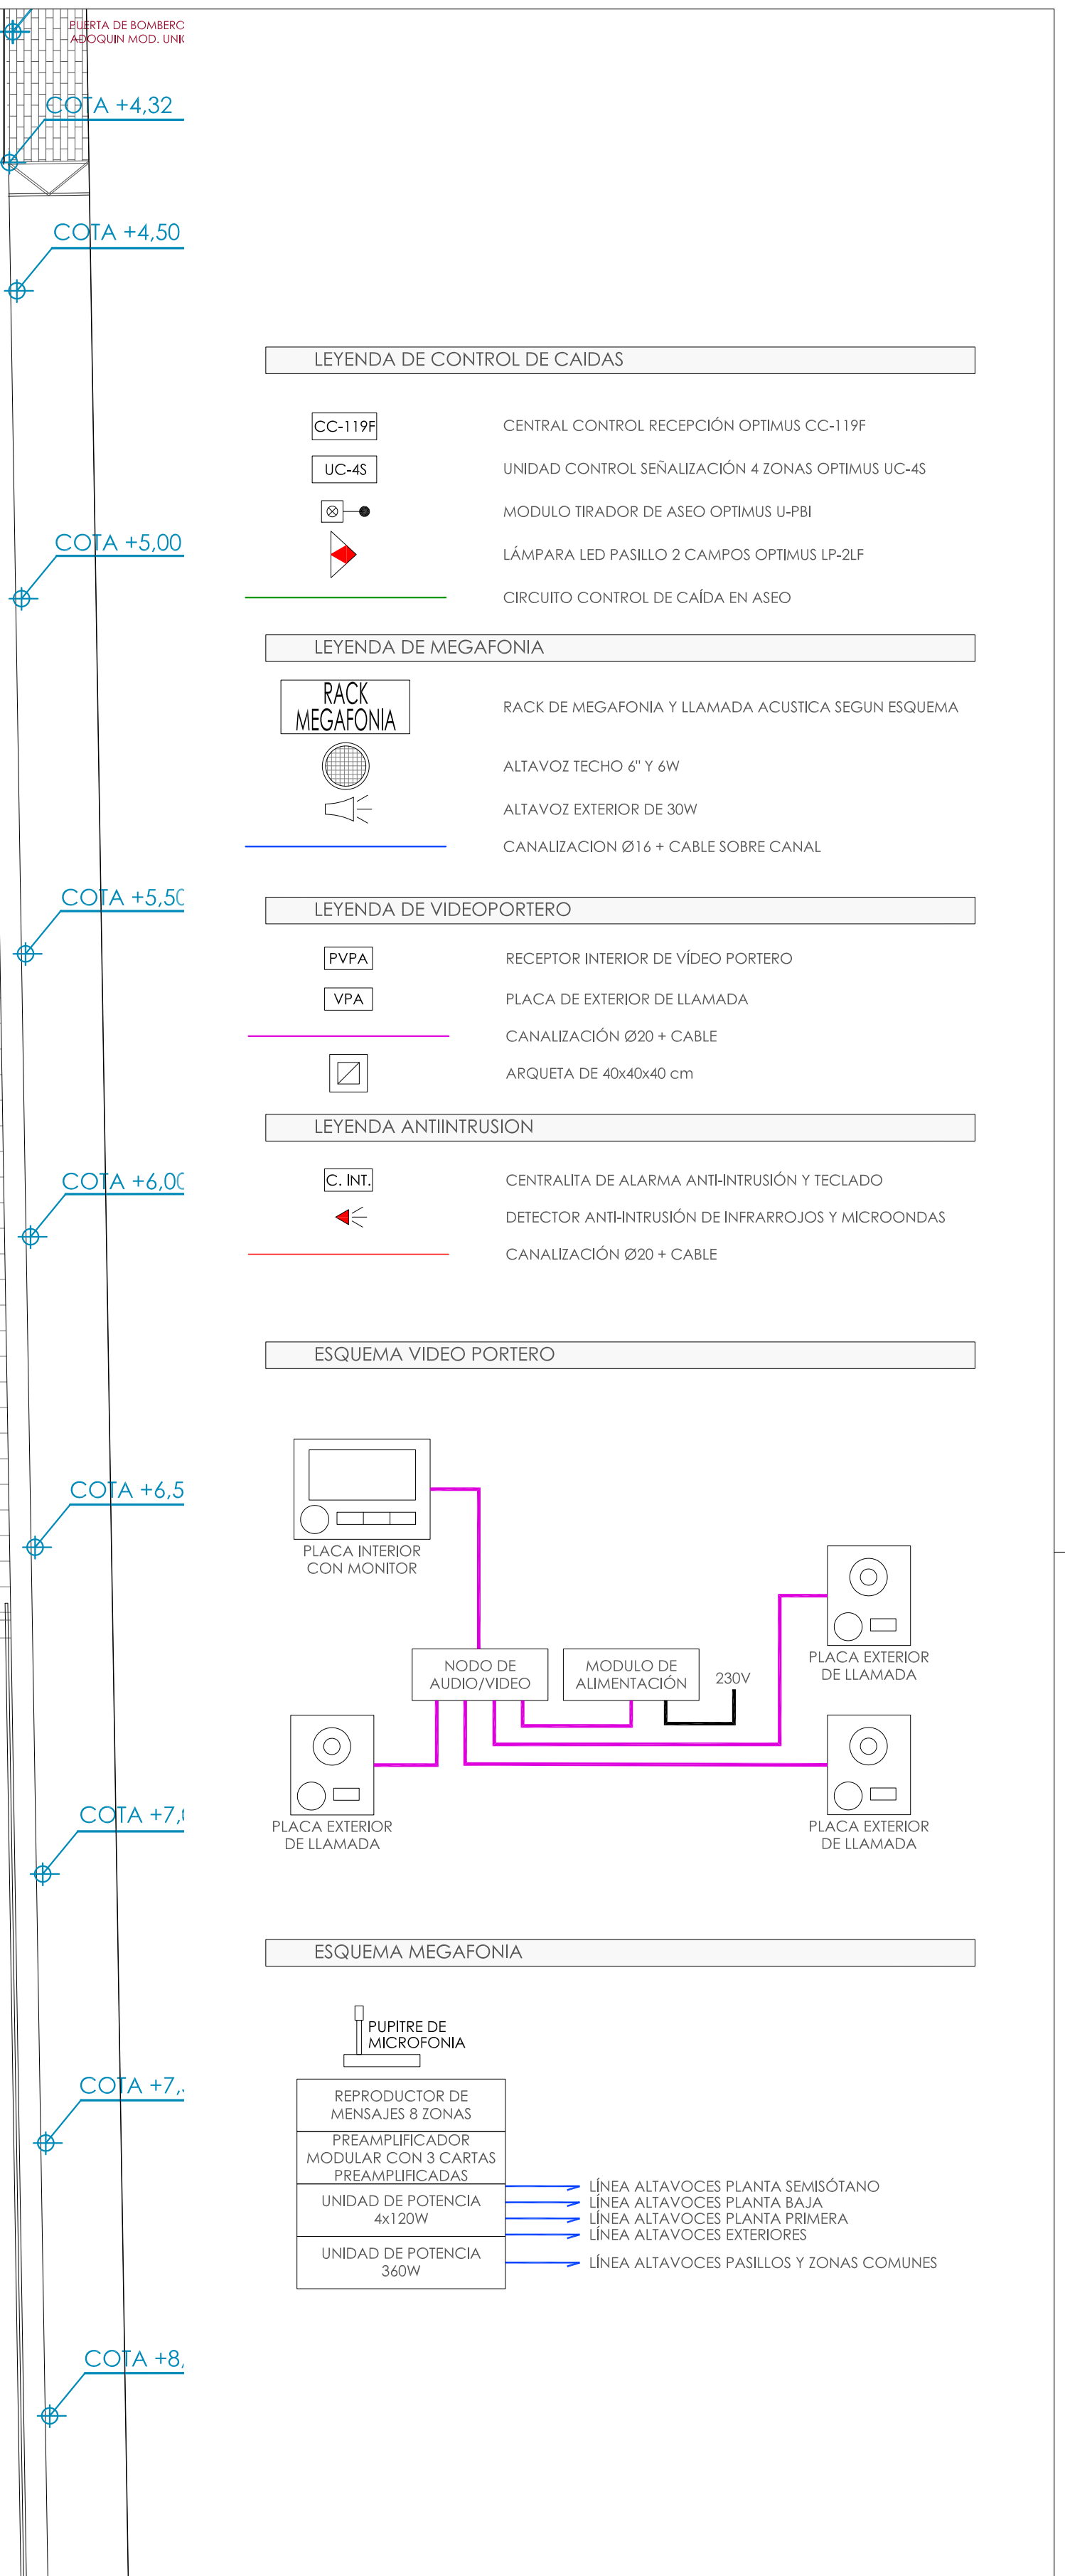 PUERTA DE BOMBERO
ADOQUIN MOD.
COTA +4,32
COTA +4,50
COTA +5,00
COTA +5,50
COTA +6,00
COTA +6,5
COTA +7,
COTA +7,
COTA +8,
LEYENDA DE CONTROL DE CAIDAS
CC-119F CENTRAL CONTROL RECEPCIÓN OPTIMUS CC-119F
UC-4S UNIDAD CONTROL SEÑALIZACIÓN 4 ZONAS OPTIMUS UC-4S
MODULO TIRADOR DE ASEO OPTIMUS U-PBI
LÁMPARA LED PASILLO 2 CAMPOS OPTIMUS LP-2LF
CIRCUITO CONTROL DE CAÍDA EN ASEO
LEYENDA DE MEGAFONIA
RACK
MEGAFONIA
RACK DE MEGAFONIA Y LLAMADA ACUSTICA SEGUN ESQUEMA
ALTAVOZ TECHO 6" Y 6W
ALTAVOZ EXTERIOR DE 30W
CANALIZACION Ø16 + CABLE SOBRE CANAL
LEYENDA DE VIDEOPORTERO
PVPA RECEPTOR INTERIOR DE VÍDEO PORTERO
VPA PLACA DE EXTERIOR DE LLAMADA
CANALIZACIÓN Ø20 + CABLE
ARQUETA DE 40x40x40 cm
LEYENDA ANTIINTRUSION
C. INT. CENTRALITA DE ALARMA ANTI-INTRUSIÓN Y TECLADO
DETECTOR ANTI-INTRUSIÓN DE INFRARROJOS Y MICROONDAS
CANALIZACIÓN Ø20 + CABLE
ESQUEMA VIDEO PORTERO
PLACA INTERIOR
CON MONITOR
NODO DE
AUDIO/VIDEO
MODULO DE
ALIMENTACIÓN
230V
PLACA EXTERIOR
DE LLAMADA
PLACA EXTERIOR
DE LLAMADA
PLACA EXTERIOR
DE LLAMADA
ESQUEMA MEGAFONIA
PUPITRE DE
MICROFONIA
REPRODUCTOR DE
MENSAJES 8 ZONAS
PREAMPLIFICADOR
MODULAR CON 3 CARTAS
PREAMPLIFICADAS
UNIDAD DE POTENCIA
4x120W
UNIDAD DE POTENCIA
360W
LÍNEA ALTAVOCES PLANTA SEMISÓTANO
LÍNEA ALTAVOCES PLANTA BAJA
LÍNEA ALTAVOCES PLANTA PRIMERA
LÍNEA ALTAVOCES EXTERIORES
LÍNEA ALTAVOCES PASILLOS Y ZONAS COMUNES